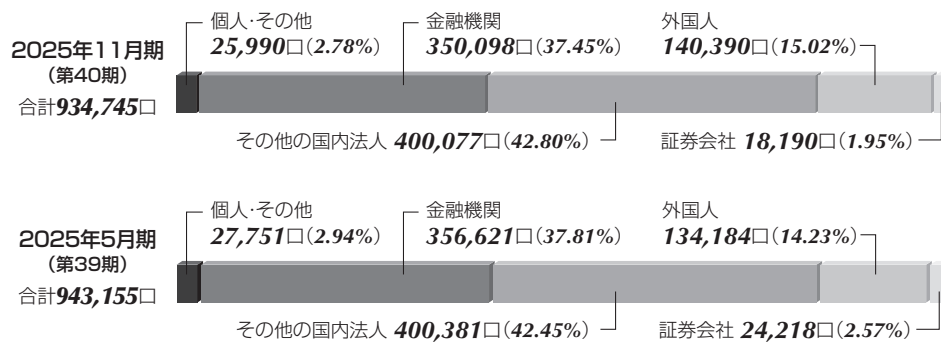 個人・その他
25,990口（2.78%）
金融機関
350,098口（37.45%）
外国人
140,390口（15.02%）
2025年11月期
（第40期）
合計934,745口
その他の国内法人 400,077口（42.80%）
証券会社 18,190口（1.95%）
個人・その他
27,751口（2.94%）
金融機関
356,621口（37.81%）
外国人
134,184口（14.23%）
2025年5月期
（第39期）
合計943,155口
その他の国内法人 400,381口（42.45%）
証券会社 24,218口（2.57%）